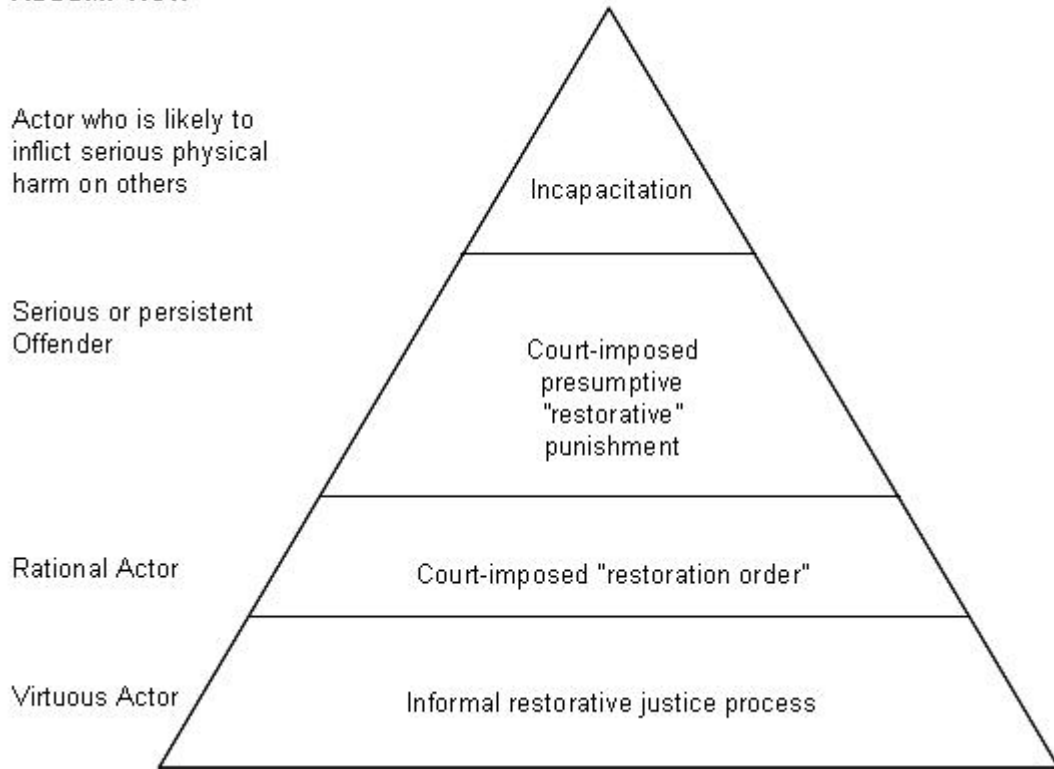 Actor who is likely to
inflict serious physical
harm on others
Incapacitation
Serious or persistent
Offender
Court-imposed
presumptive
"restorative"
punishment
Rational Actor
Court-imposed "restoration order"
Virtuous Actor
Informal restorative justice process